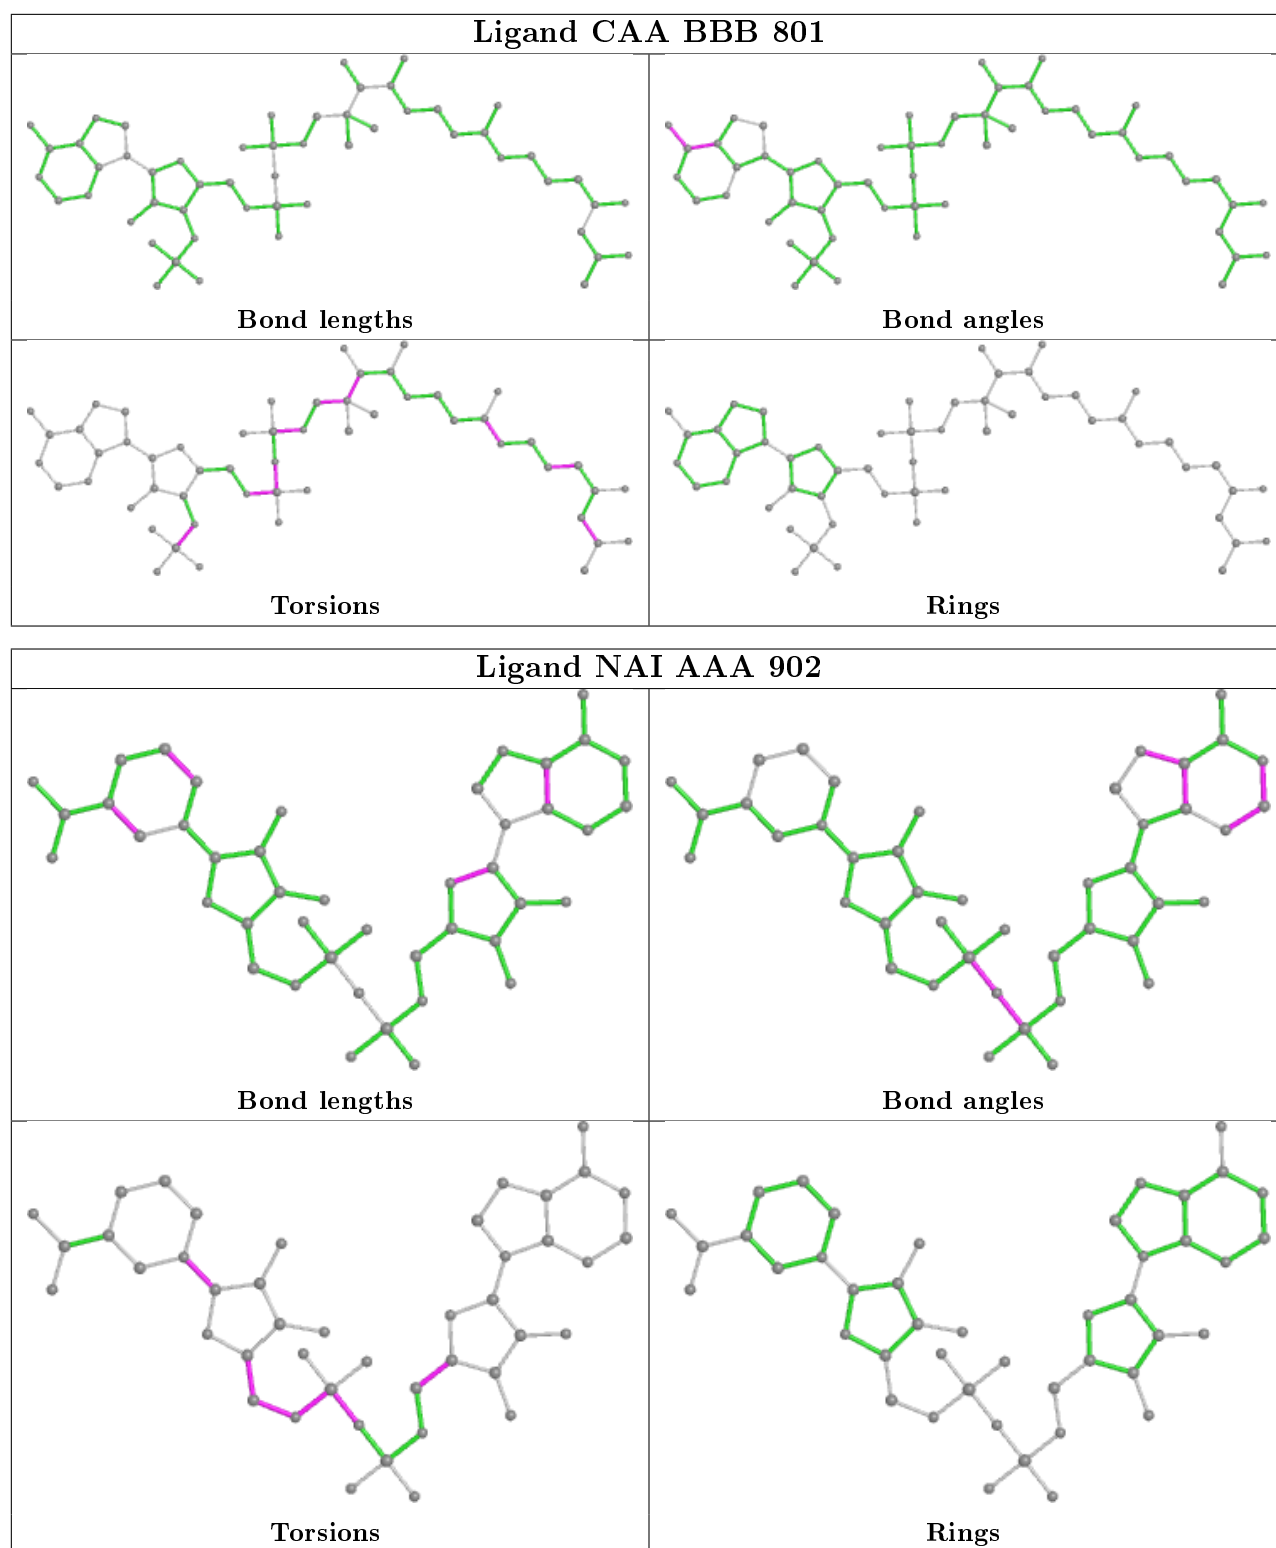 Ligand CAA BBB 801
Bond lengths
Bond angles
Torsions
Rings
Ligand NAI AAA 902
Bond lengths
Bond angles
Torsions
Rings